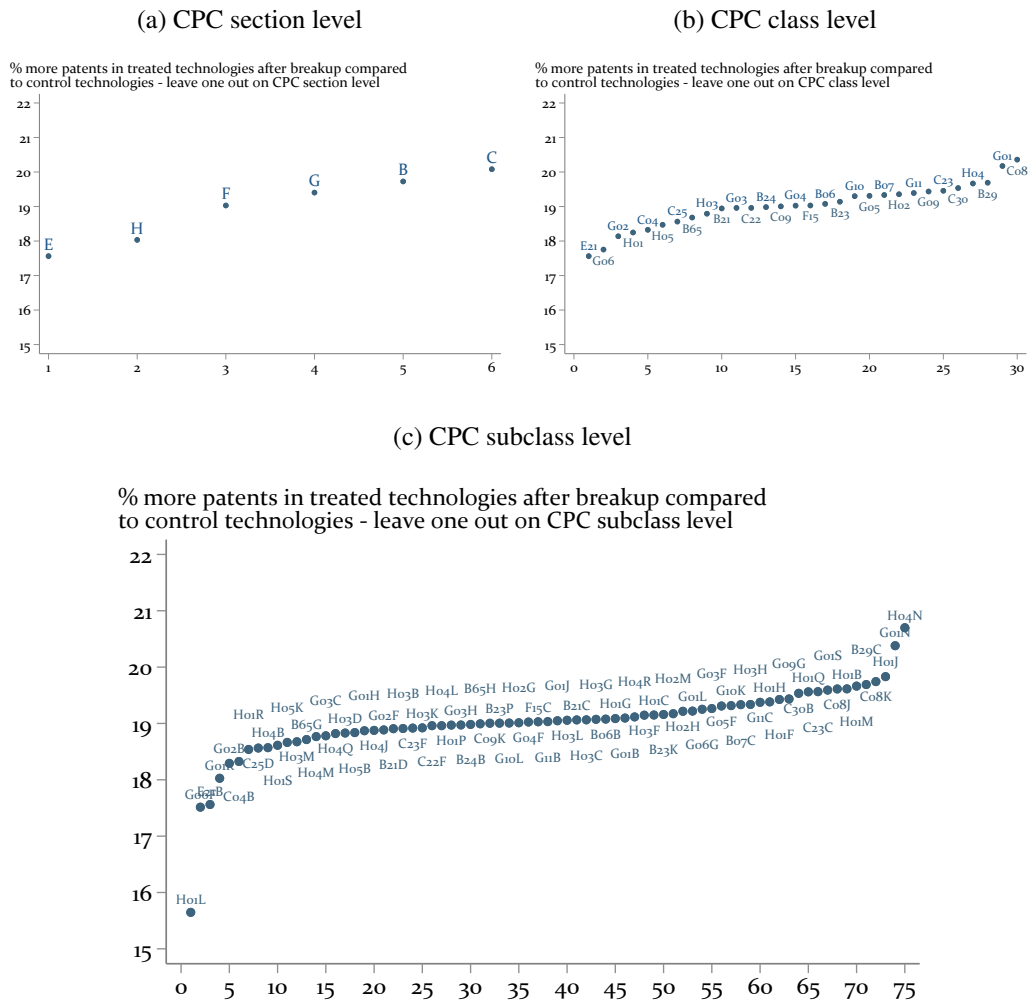 (a) CPC section level
% more patents in treated technologies after breakup compared
to control technologies - leave one out on CPC section level
22
21
20
19
18
17
16
15
E
H
F
G
B
C
1 2 3 4 5 6
(b) CPC class level
% more patents in treated technologies after breakup compared
to control technologies - leave one out on CPC class level
22
21
20
19
18
17
16
15
E21 G06 G02 H01 C04 H05 C25 B65 H03 B21 G03 C22 B24 C09 G04 F15 B06 B23 G10 G05 B07 H02 G11 G09 C23 C30 H04 B29 G01 C08
0 5 10 15 20 25 30
(c) CPC subclass level
% more patents in treated technologies after breakup compared
to control technologies - leave one out on CPC subclass level
22
21
20
19
18
17
16
15
H04N
G01N
G01S B29C
G03F H03H G09G H01J
H01R H05K G03C G01H H03B H04L B65H H02G G01J H03G H04R H02M
G10K H01H H01Q H01B
H04B B65G H03D G02F H03K G03H B23P F15C B21C H01G H01C G01L
C30B C08J C08K
G02B H03M H04Q H04J C23F H01P C09K G04F H03L B06B H03F H02H G05F G11C
H01F C23C H01M
G01R C25D H01S H04M H05B B21D C22F B24B G10L G11B H03C G01B B23K G06G B07C
E21B C04B
H01L
0 5 10 15 20 25 30 35 40 45 50 55 60 65 70 75